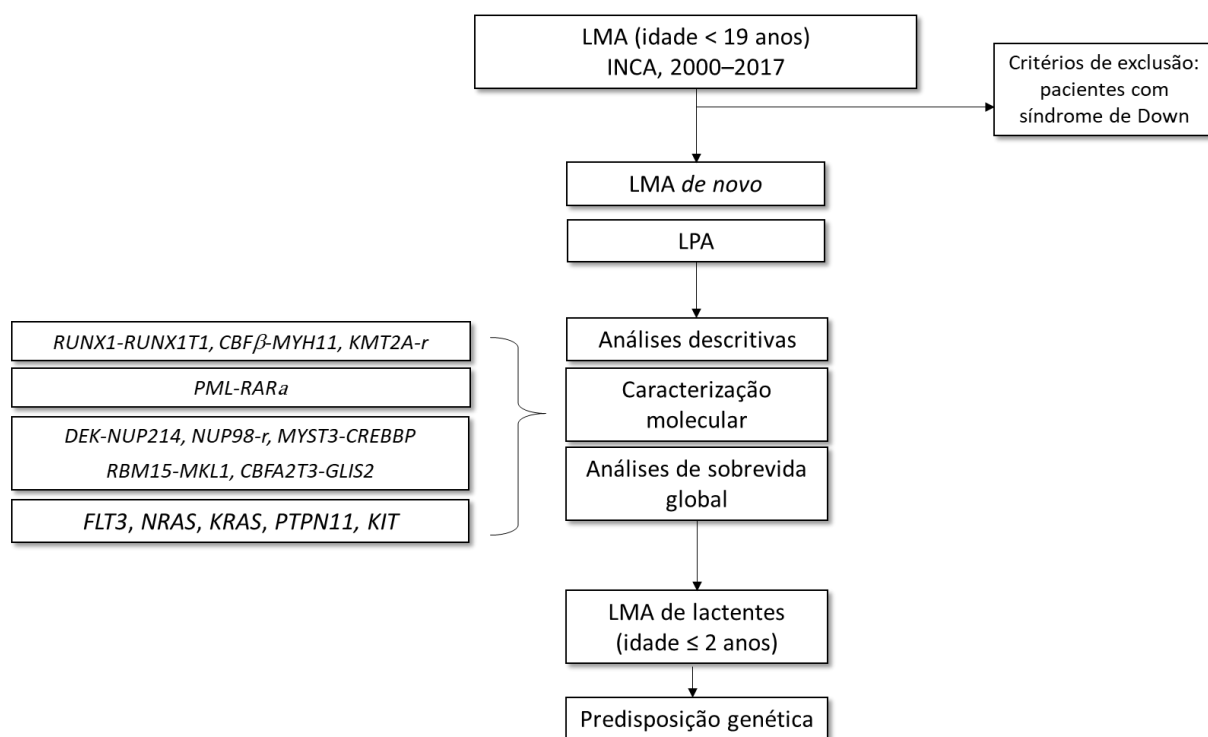 LMA (idade < 19 anos)
INCA, 2000–2017
Critérios de exclusão:
pacientes com
síndrome de Down
LMA de novo
LPA
RUNX1-RUNX1T1, CBFβ-MYH11, KMT2A-r
PML-RARa
DEK-NUP214, NUP98-r, MYST3-CREBBP
RBM15-MKL1, CBFA2T3-GLIS2
FLT3, NRAS, KRAS, PTPN11, KIT
Análises descritivas
Caracterização
molecular
Análises de sobrevida
global
LMA de lactentes
(idade ≤ 2 anos)
Predisposição genética